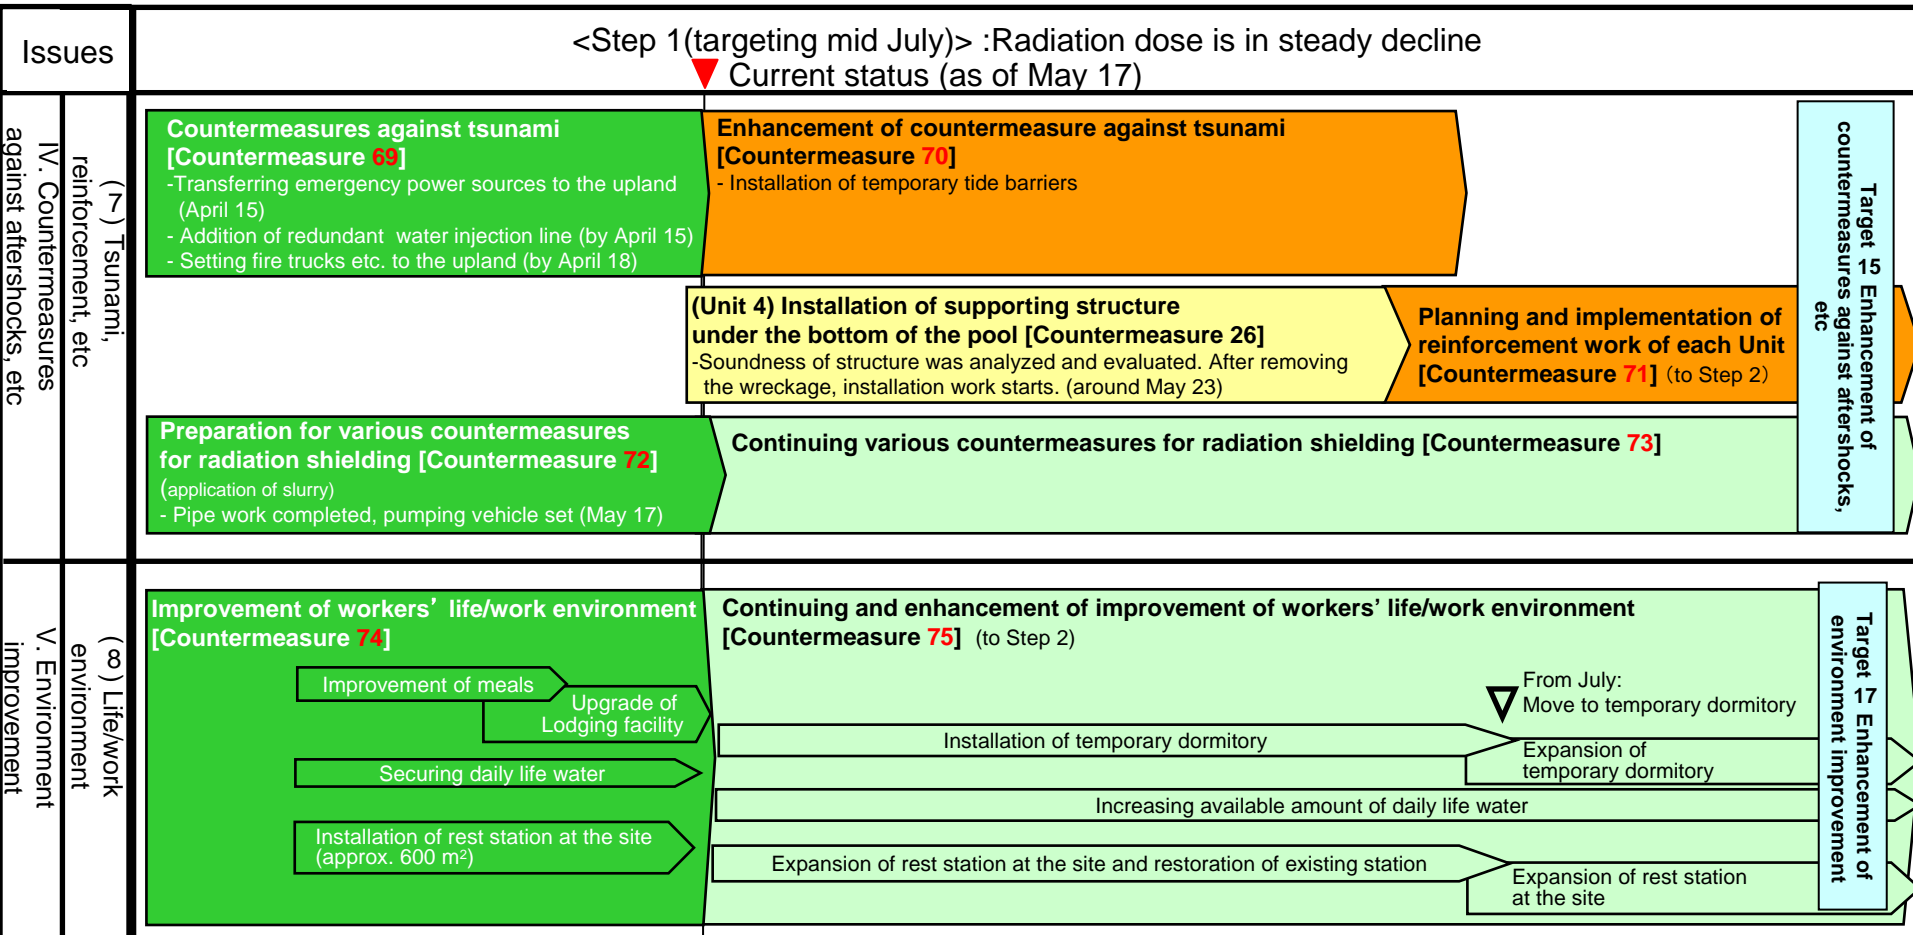 Issues
<Step 1(targeting mid July)> :Radiation dose is in steady decline
Current status (as of May 17)
IV. Countermeasures
against aftershocks, etc
(7) Tsunami,
reinforcement, etc
Countermeasures against tsunami
[Countermeasure 69]
-Transferring emergency power sources to the upland
(April 15)
- Addition of redundant water injection line (by April 15)
- Setting fire trucks etc. to the upland (by April 18)
Enhancement of countermeasure against tsunami
[Countermeasure 70]
- Installation of temporary tide barriers
(Unit 4) Installation of supporting structure
under the bottom of the pool [Countermeasure 26]
-Soundness of structure was analyzed and evaluated. After removing
the wreckage, installation work starts. (around May 23)
Planning and implementation of
reinforcement work of each Unit
[Countermeasure 71] (to Step 2)
Preparation for various countermeasures
for radiation shielding [Countermeasure 72]
(application of slurry)
- Pipe work completed, pumping vehicle set (May 17)
Continuing various countermeasures for radiation shielding [Countermeasure 73]
Target 15 Enhancement of
countermeasures against aftershocks,
etc
V. Environment
improvement
(8) Life/work
environment
Improvement of workers’ life/work environment
[Countermeasure 74]
Improvement of meals
Upgrade of
Lodging facility
Securing daily life water
Installation of rest station at the site
(approx. 600 m²)
Continuing and enhancement of improvement of workers’ life/work environment
[Countermeasure 75] (to Step 2)
From July:
Move to temporary dormitory
Installation of temporary dormitory
Expansion of
temporary dormitory
Increasing available amount of daily life water
Expansion of rest station at the site and restoration of existing station
Expansion of rest station
at the site
Target 17 Enhancement of
environment improvement